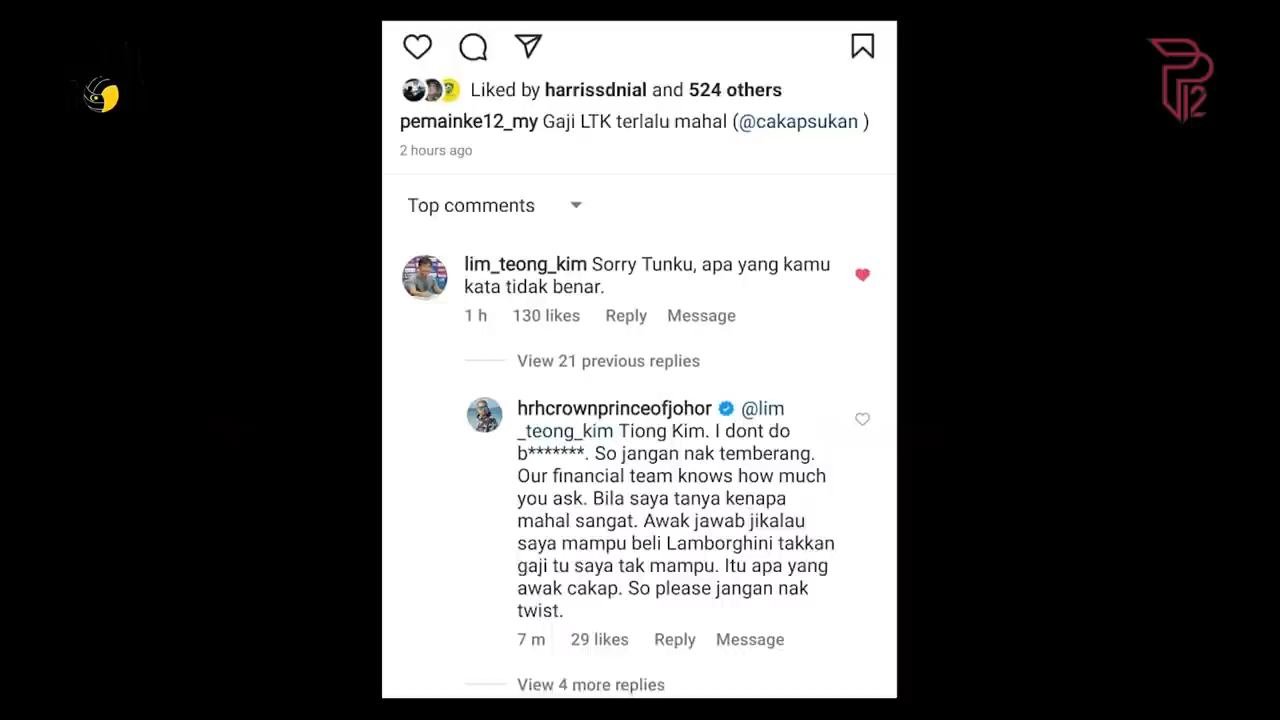 Liked by harrissdnial and 524 others
pemainke12_my Gaji LTK terlalu mahal (@cakapsukan )
2 hours ago
Top comments
lim_teong_kim Sorry Tunku, apa yang kamu
kata tidak benar.
1 h 130 likes Reply Message
View 21 previous replies
hrhcrownprinceofjohor @lim
_teong_kim Tiong Kim. I dont do
b*******. So jangan nak temberang.
Our financial team knows how much
you ask. Bila saya tanya kenapa
mahal sangat. Awak jawab jikalau
saya mampu beli Lamborghini takkan
gaji tu saya tak mampu. Itu apa yang
awak cakap. So please jangan nak
twist.
7 m 29 likes Reply Message
View 4 more replies
P12